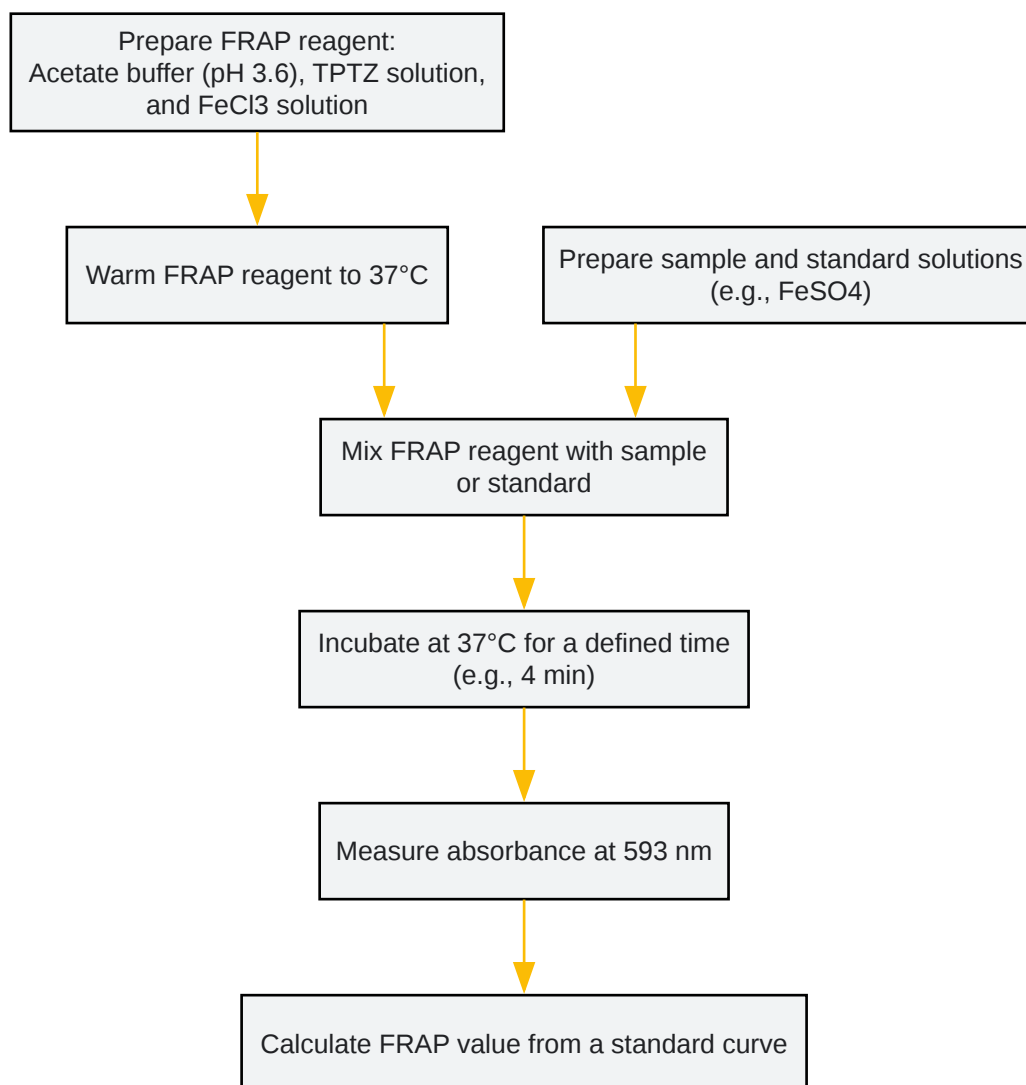 Prepare FRAP reagent:
Acetate buffer (pH 3.6), TPTZ solution,
and FeCl3 solution
Warm FRAP reagent to 37°C
Prepare sample and standard solutions
(e.g., FeSO4)
Mix FRAP reagent with sample
or standard
Incubate at 37°C for a defined time
(e.g., 4 min)
Measure absorbance at 593 nm
Calculate FRAP value from a standard curve